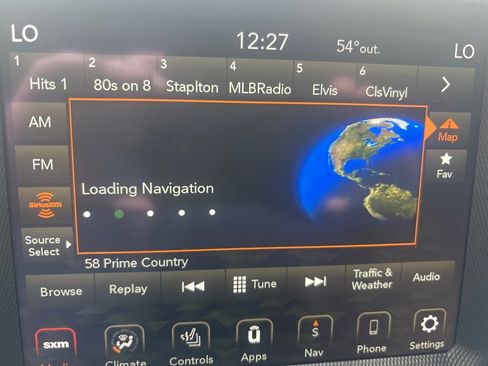 LO
12:27
54° out.
LO
1 Hits 1
2 80s on 8
3 Staplton
4 MLBRadio
5 Elvis
6 ClsVinyl
AM
FM
SiriusXM
Source
Select
Loading Navigation
Map
Fav
58 Prime Country
Browse
Replay
Tune
Traffic &
Weather
Audio
sxm
Media
Climate
Controls
ū
Apps
S
Nav
Phone
Settings